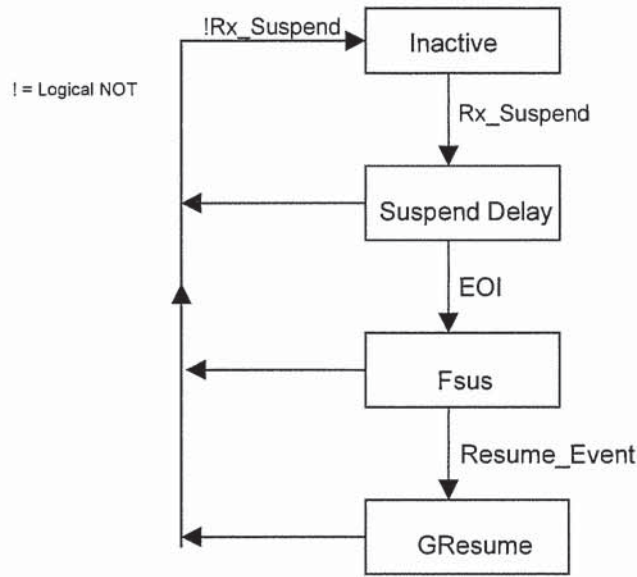 !Rx_Suspend
Inactive
! = Logical NOT
Rx_Suspend
Suspend Delay
EOI
Fsus
Resume_Event
GResume